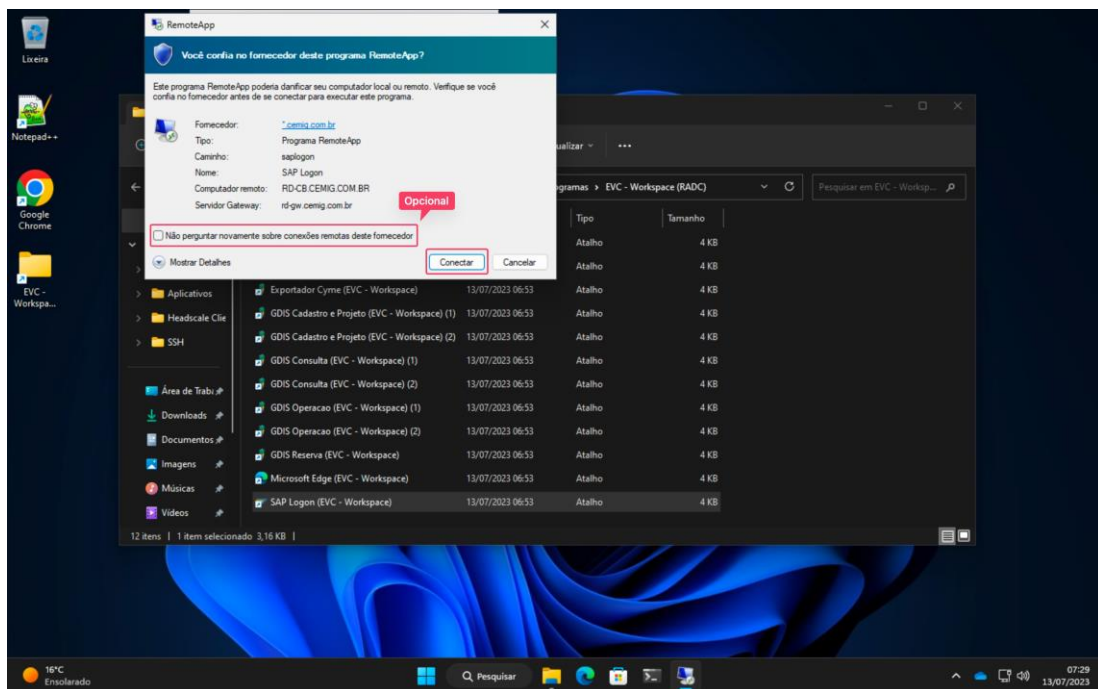 Lixeira
Notepad++
Google
Chrome
EVC -
Workspa...
RemoteApp
Você confia no fornecedor deste programa RemoteApp?
Este programa RemoteApp poderia danificar seu computador local ou remoto. Verifique se você
confia no fornecedor antes de se conectar para executar este programa.
Fornecedor: *.cemig.com.br
Tipo: Programa RemoteApp
Caminho: saplogon
Nome: SAP Logon
Computador remoto: RD-CB.CEMIG.COM.BR
Servidor Gateway: rd-gw.cemig.com.br
Opcional
Não perguntar novamente sobre conexões remotas deste fornecedor
Mostrar Detalhes
Conectar
Cancelar
ualizar
ogramas > EVC - Workspace (RADC)
Pesquisar em EVC - Worksp...
Tipo Tamanho
Atalho 4 KB
Atalho 4 KB
Aplicativos
Headscale Clie
SSH
Área de Traba
Downloads
Documentos
Imagens
Músicas
Vídeos
Exportador Cyme (EVC - Workspace) 13/07/2023 06:53 Atalho 4 KB
GDIS Cadastro e Projeto (EVC - Workspace) (1) 13/07/2023 06:53 Atalho 4 KB
GDIS Cadastro e Projeto (EVC - Workspace) (2) 13/07/2023 06:53 Atalho 4 KB
GDIS Consulta (EVC - Workspace) (1) 13/07/2023 06:53 Atalho 4 KB
GDIS Consulta (EVC - Workspace) (2) 13/07/2023 06:53 Atalho 4 KB
GDIS Operacao (EVC - Workspace) (1) 13/07/2023 06:53 Atalho 4 KB
GDIS Operacao (EVC - Workspace) (2) 13/07/2023 06:53 Atalho 4 KB
GDIS Reserva (EVC - Workspace) 13/07/2023 06:53 Atalho 4 KB
Microsoft Edge (EVC - Workspace) 13/07/2023 06:53 Atalho 4 KB
SAP Logon (EVC - Workspace) 13/07/2023 06:53 Atalho 4 KB
12 itens | 1 item selecionado 3,16 KB |
16°C
Ensolarado
Pesquisar
07:29
13/07/2023